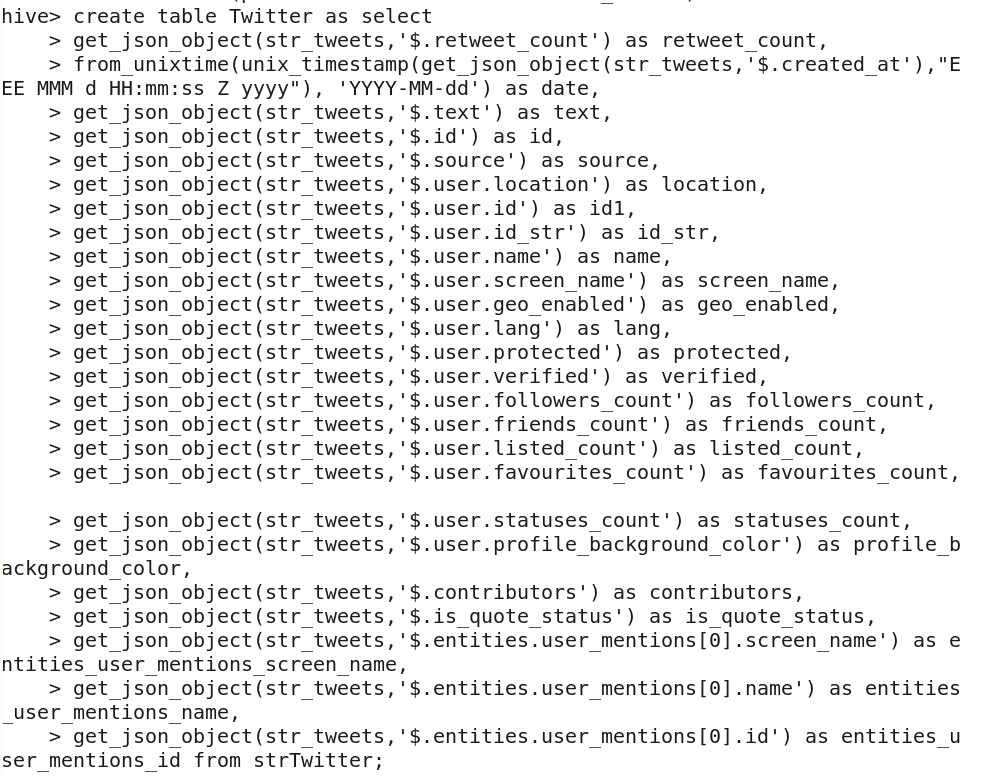 hive> create table Twitter as select
    > get_json_object(str_tweets,'$.retweet_count') as retweet_count,
    > from_unixtime(unix_timestamp(get_json_object(str_tweets,'$.created_at'),"E
EE MMM d HH:mm:ss Z yyyy"), 'YYYY-MM-dd') as date,
    > get_json_object(str_tweets,'$.text') as text,
    > get_json_object(str_tweets,'$.id') as id,
    > get_json_object(str_tweets,'$.source') as source,
    > get_json_object(str_tweets,'$.user.location') as location,
    > get_json_object(str_tweets,'$.user.id') as id1,
    > get_json_object(str_tweets,'$.user.id_str') as id_str,
    > get_json_object(str_tweets,'$.user.name') as name,
    > get_json_object(str_tweets,'$.user.screen_name') as screen_name,
    > get_json_object(str_tweets,'$.user.geo_enabled') as geo_enabled,
    > get_json_object(str_tweets,'$.user.lang') as lang,
    > get_json_object(str_tweets,'$.user.protected') as protected,
    > get_json_object(str_tweets,'$.user.verified') as verified,
    > get_json_object(str_tweets,'$.user.followers_count') as followers_count,
    > get_json_object(str_tweets,'$.user.friends_count') as friends_count,
    > get_json_object(str_tweets,'$.user.listed_count') as listed_count,
    > get_json_object(str_tweets,'$.user.favourites_count') as favourites_count,
    > get_json_object(str_tweets,'$.user.statuses_count') as statuses_count,
    > get_json_object(str_tweets,'$.user.profile_background_color') as profile_b
ackground_color,
    > get_json_object(str_tweets,'$.contributors') as contributors,
    > get_json_object(str_tweets,'$.is_quote_status') as is_quote_status,
    > get_json_object(str_tweets,'$.entities.user_mentions[0].screen_name') as e
ntities_user_mentions_screen_name,
    > get_json_object(str_tweets,'$.entities.user_mentions[0].name') as entities
_user_mentions_name,
    > get_json_object(str_tweets,'$.entities.user_mentions[0].id') as entities_u
ser_mentions_id from strTwitter;